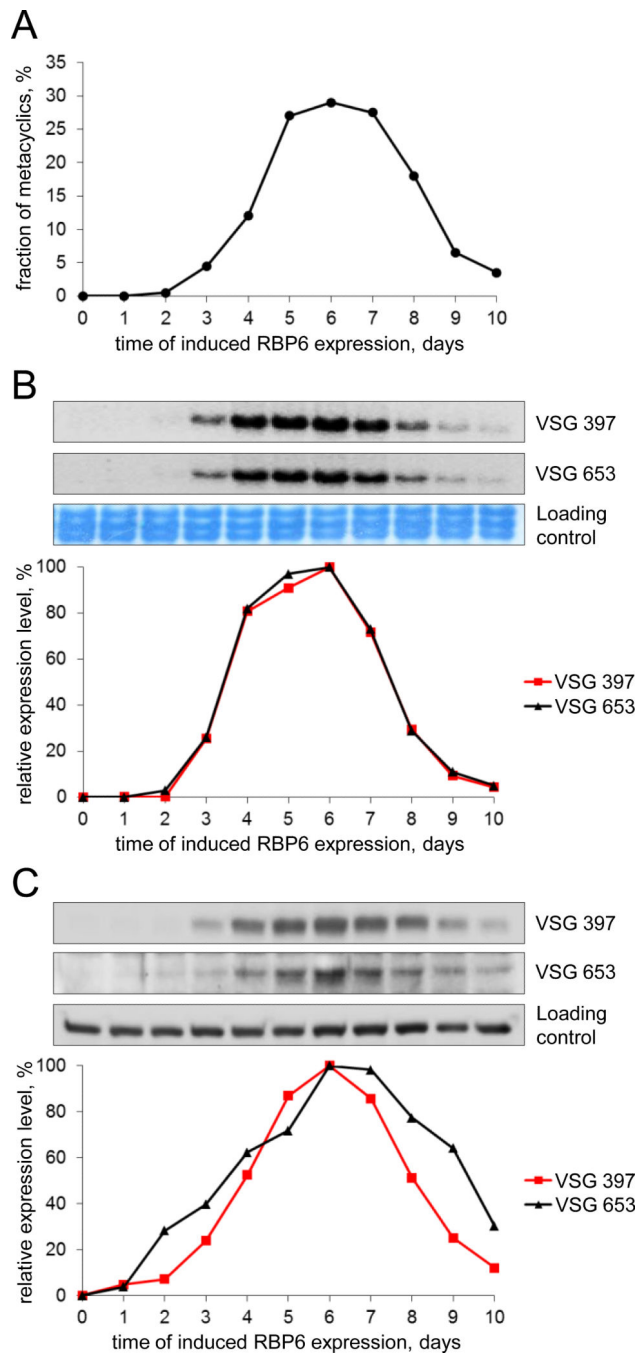 A
fraction of metacyclics, %
35
30
25
20
15
10
5
0
0 1 2 3 4 5 6 7 8 9 10
time of induced RBP6 expression, days
B
VSG 397
VSG 653
Loading
control
relative expression level, %
100
80
60
40
20
0
VSG 397
VSG 653
0 1 2 3 4 5 6 7 8 9 10
time of induced RBP6 expression, days
C
VSG 397
VSG 653
Loading
control
relative expression level, %
100
80
60
40
20
0
VSG 397
VSG 653
0 1 2 3 4 5 6 7 8 9 10
time of induced RBP6 expression, days